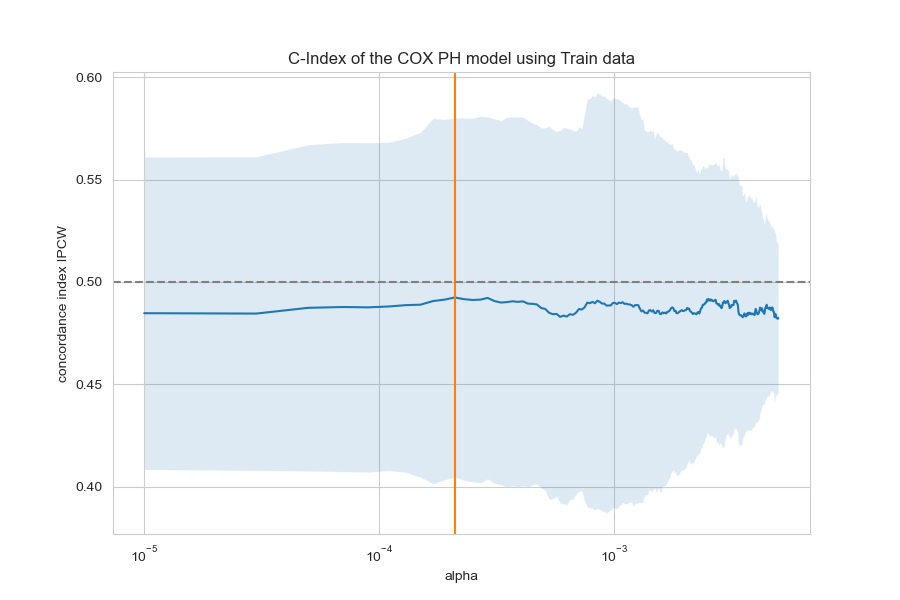 C-Index of the COX PH model using Train data
0.60
0.55
0.50
0.45
0.40
concordance index IPCW
10⁻⁵ 10⁻⁴ 10⁻³
alpha